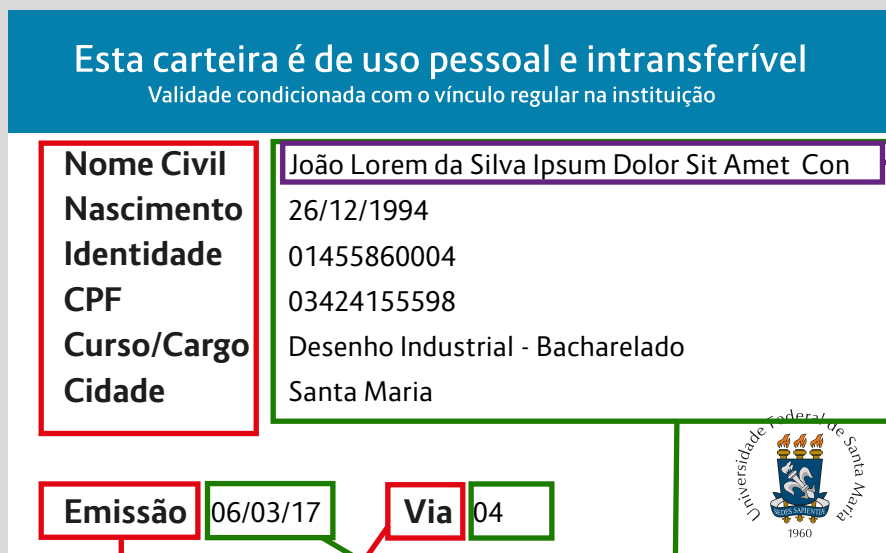 Esta carteira é de uso pessoal e intransferível
Validade condicionada com o vínculo regular na instituição
Nome Civil João Lorem da Silva Ipsum Dolor Sit Amet Con
Nascimento 26/12/1994
Identidade 01455860004
CPF 03424155598
Curso/Cargo Desenho Industrial - Bacharelado
Cidade Santa Maria
Universidade Federal de Santa Maria
SEDES SAPIENTIÆ
1960
Emissão 06/03/17 Via 04